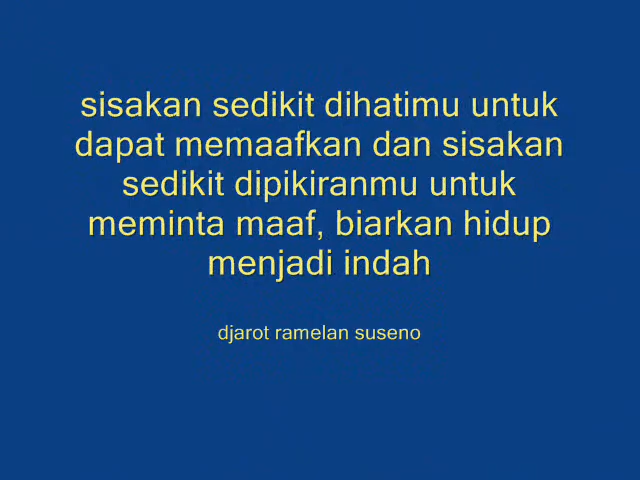 sisakan sedikit dihatimu untuk
dapat memaafkan dan sisakan
sedikit dipikiranmu untuk
meminta maaf, biarkan hidup
menjadi indah
djarot ramelan suseno